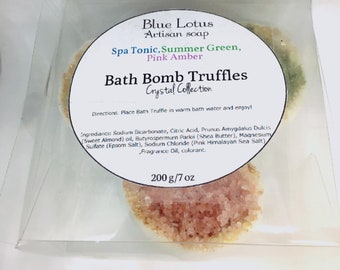 Blue Lotus
Artisan soap
Spa Tonic, Summer Green,
Pink Amber
Bath Bomb Truffles
Crystal Collection
Directions: Place Bath Truffle in warm bath water and enjoy!
Ingredients: Sodium Bicarbonate, Citric Acid, Prunus Amygdalus Dulcis
(Sweet Almond) oil, Butyrospermum Parkii (Shea Butter), Magnesium
Sulfate (Epsom Salt), Sodium Chloride (Pink Himalayan Sea Salt)
,Fragrance Oil, colorant.
200 g/7 oz